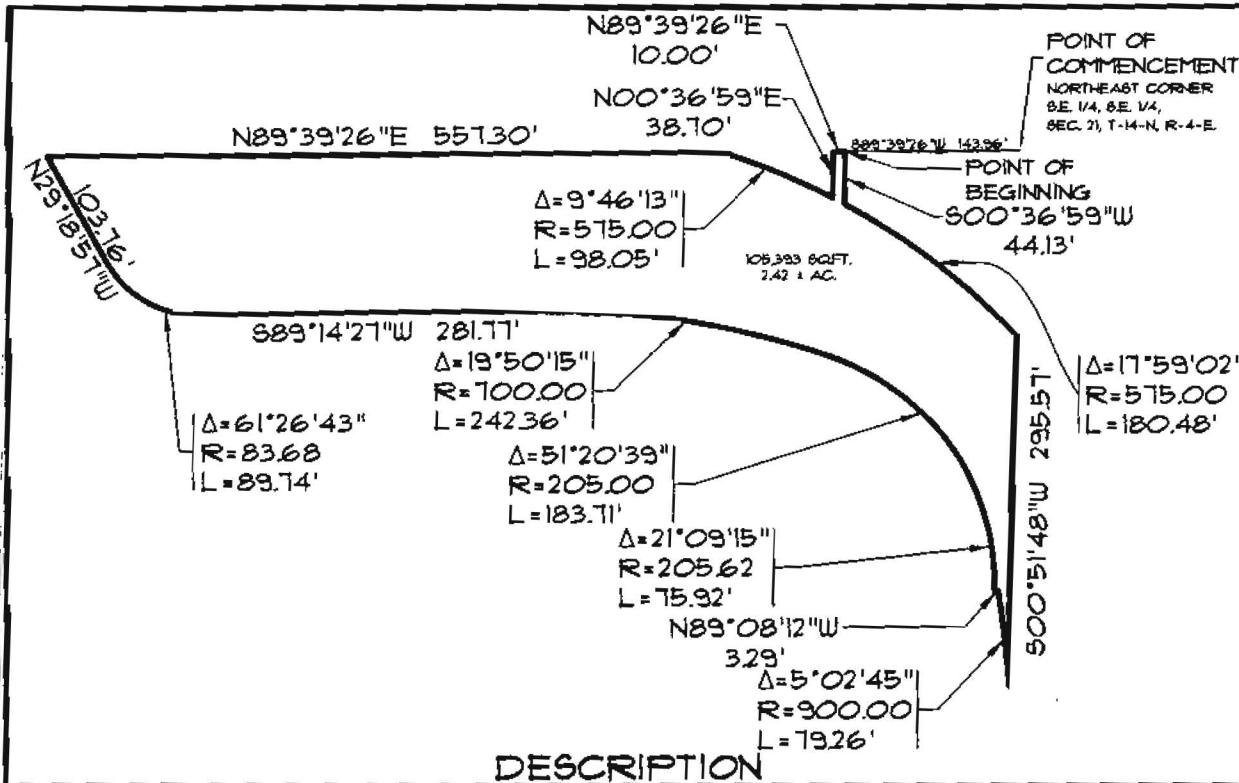 N89°39'26"E
10.00'
POINT OF
COMMENCEMENT
NORTHEAST CORNER
S.E. 1/4, S.E. 1/4,
SEC. 21, T-14-N, R-4-E.
N00°36'59"E
38.70'
N89°39'26"E 557.30'
S89°39'26"W 143.96'
POINT OF
BEGINNING
S00°36'59"W
44.13'
N29°18'57"W
103.76'
Δ=9°46'13"
R=575.00
L=98.05'
105,393 SQ.FT.
2.42 ± AC.
S89°14'27"W 281.77'
Δ=19°50'15"
R=700.00
L=242.36'
Δ=17°59'02"
R=575.00
L=180.48'
S00°51'48"W 295.57'
Δ=61°26'43"
R=83.68
L=89.74'
Δ=51°20'39"
R=205.00
L=183.71'
Δ=21°09'15"
R=205.62
L=75.92'
N89°08'12"W
3.29'
Δ=5°02'45"
R=900.00
L=79.26'
DESCRIPTION